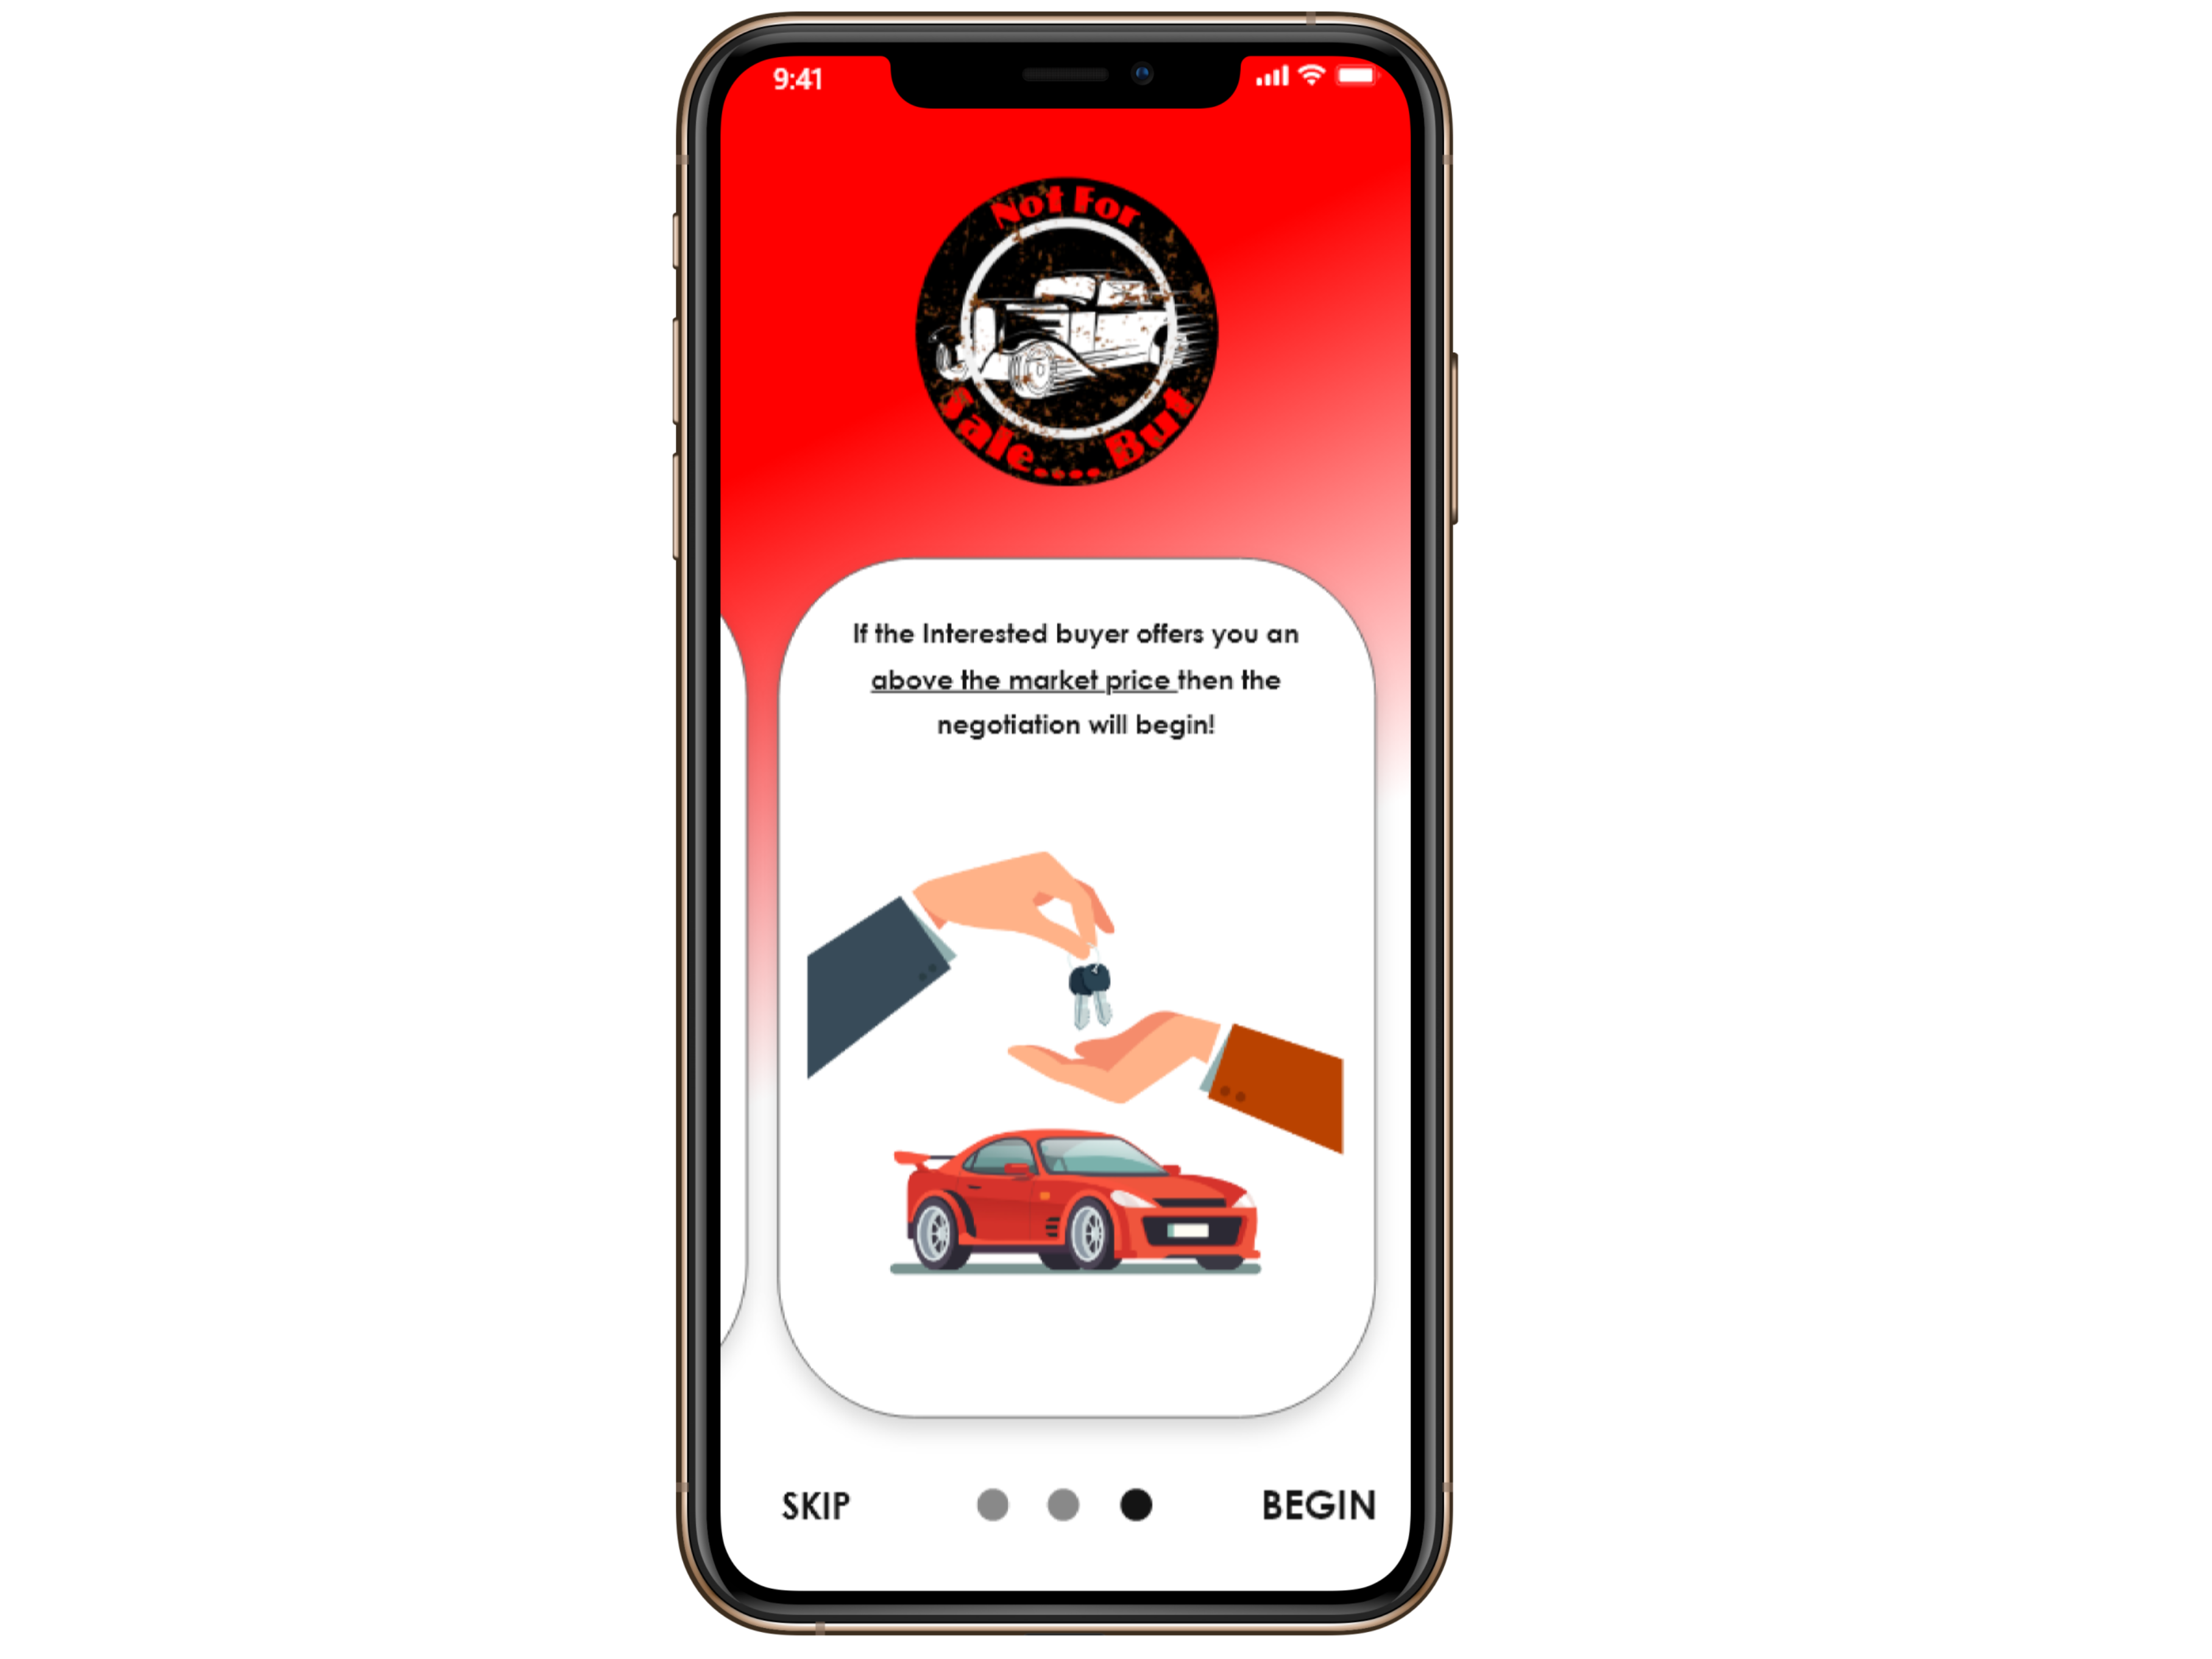 9:41
Not For
Sale.... But
If the Interested buyer offers you an
above the market price then the
negotiation will begin!
SKIP
BEGIN